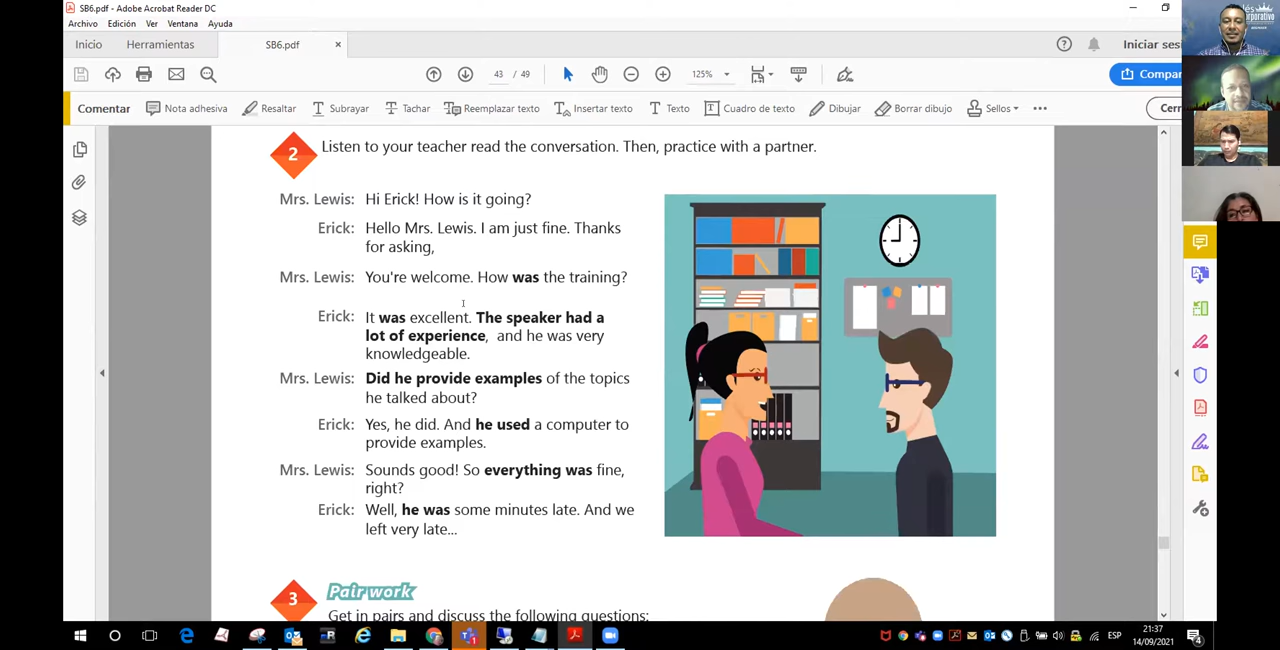 SB6.pdf - Adobe Acrobat Reader DC
Archivo Edición Ver Ventana Ayuda
Inicio Herramientas SB6.pdf × Iniciar ses
43 / 49 125% Compar
Comentar Nota adhesiva Resaltar Subrayar Tachar Reemplazar texto Insertar texto Texto Cuadro de texto Dibujar Borrar dibujo Sellos Cerr
2 Listen to your teacher read the conversation. Then, practice with a partner.
Mrs. Lewis: Hi Erick! How is it going?
Erick: Hello Mrs. Lewis. I am just fine. Thanks
for asking,
Mrs. Lewis: You're welcome. How was the training?
Erick: It was excellent. The speaker had a
lot of experience, and he was very
knowledgeable.
Mrs. Lewis: Did he provide examples of the topics
he talked about?
Erick: Yes, he did. And he used a computer to
provide examples.
Mrs. Lewis: Sounds good! So everything was fine,
right?
Erick: Well, he was some minutes late. And we
left very late...
3 Pair work
Get in pairs and discuss the following questions:
ESP 21:37
14/09/2021